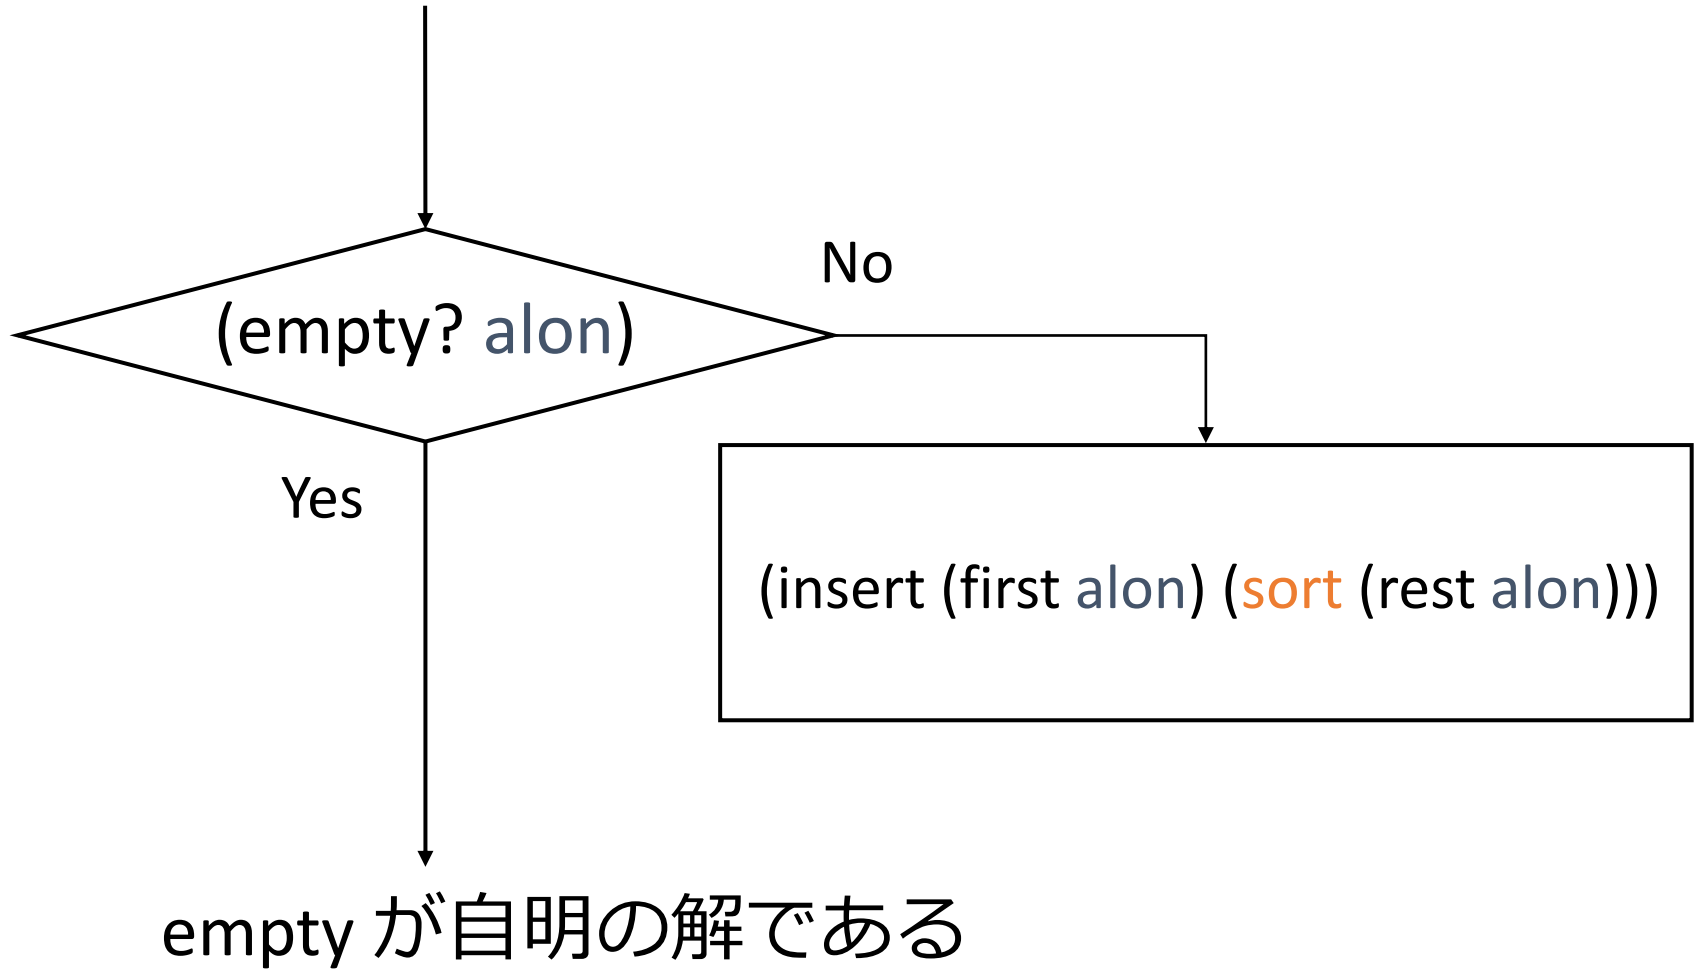 No
(empty? alon)
Yes
(insert (first alon) (sort (rest alon)))
empty が自明の解である